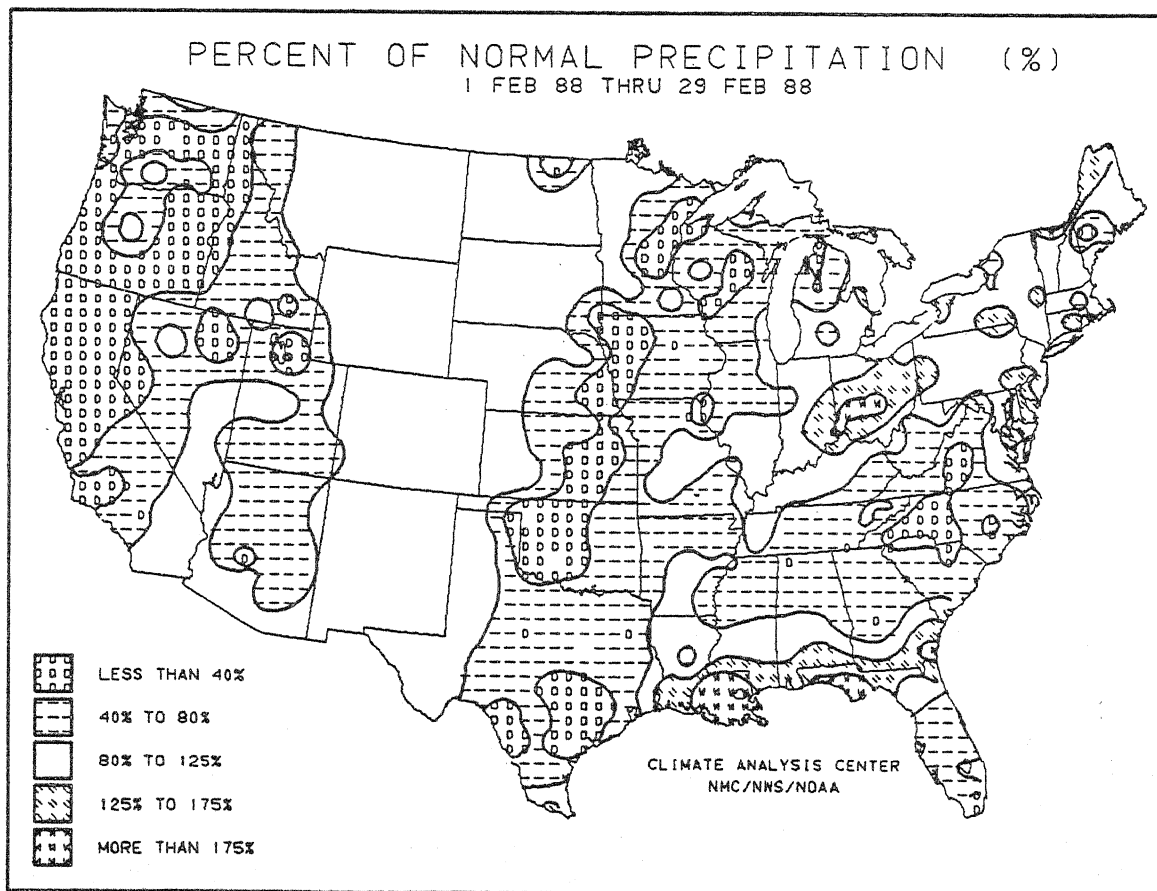 PERCENT OF NORMAL PRECIPITATION (%)
1 FEB 88 THRU 29 FEB 88
LESS THAN 40%
40% TO 80%
80% TO 125%
125% TO 175%
MORE THAN 175%
CLIMATE ANALYSIS CENTER
NMC/NWS/NOAA